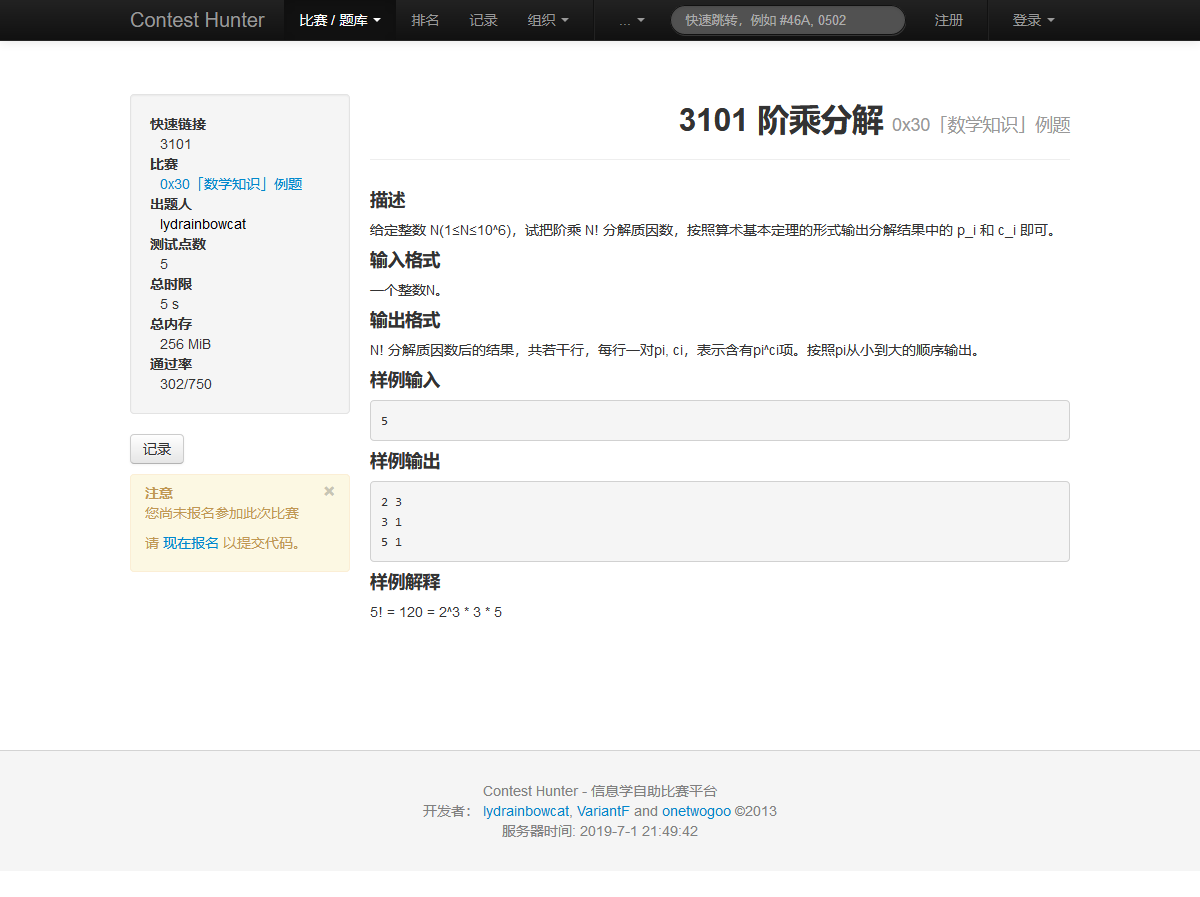 Contest Hunter 比赛 / 题库 排名 记录 组织 ... 快速跳转，例如 #46A, 0502 注册 登录
快速链接
3101
比赛
0x30「数学知识」例题
出题人
lydrainbowcat
测试点数
5
总时限
5 s
总内存
256 MiB
通过率
302/750
记录
注意 ×
您尚未报名参加此次比赛
请 现在报名 以提交代码。
3101 阶乘分解 0x30「数学知识」例题
描述
给定整数 N(1≤N≤10^6)，试把阶乘 N! 分解质因数，按照算术基本定理的形式输出分解结果中的 p_i 和 c_i 即可。
输入格式
一个整数N。
输出格式
N! 分解质因数后的结果，共若干行，每行一对pi, ci，表示含有pi^ci项。按照pi从小到大的顺序输出。
样例输入
5
样例输出
2 3
3 1
5 1
样例解释
5! = 120 = 2^3 * 3 * 5
Contest Hunter - 信息学自助比赛平台
开发者： lydrainbowcat, VariantF and onetwogoo ©2013
服务器时间: 2019-7-1 21:49:42